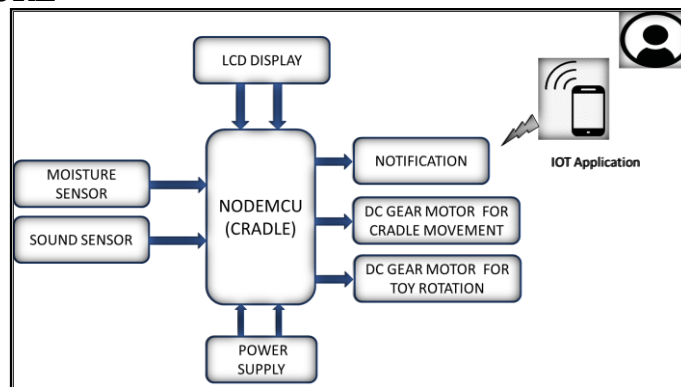 LCD DISPLAY
IOT Application
NOTIFICATION
MOISTURE
SENSOR
NODEMCU
(CRADLE)
DC GEAR MOTOR FOR
CRADLE MOVEMENT
SOUND SENSOR
DC GEAR MOTOR FOR
TOY ROTATION
POWER
SUPPLY